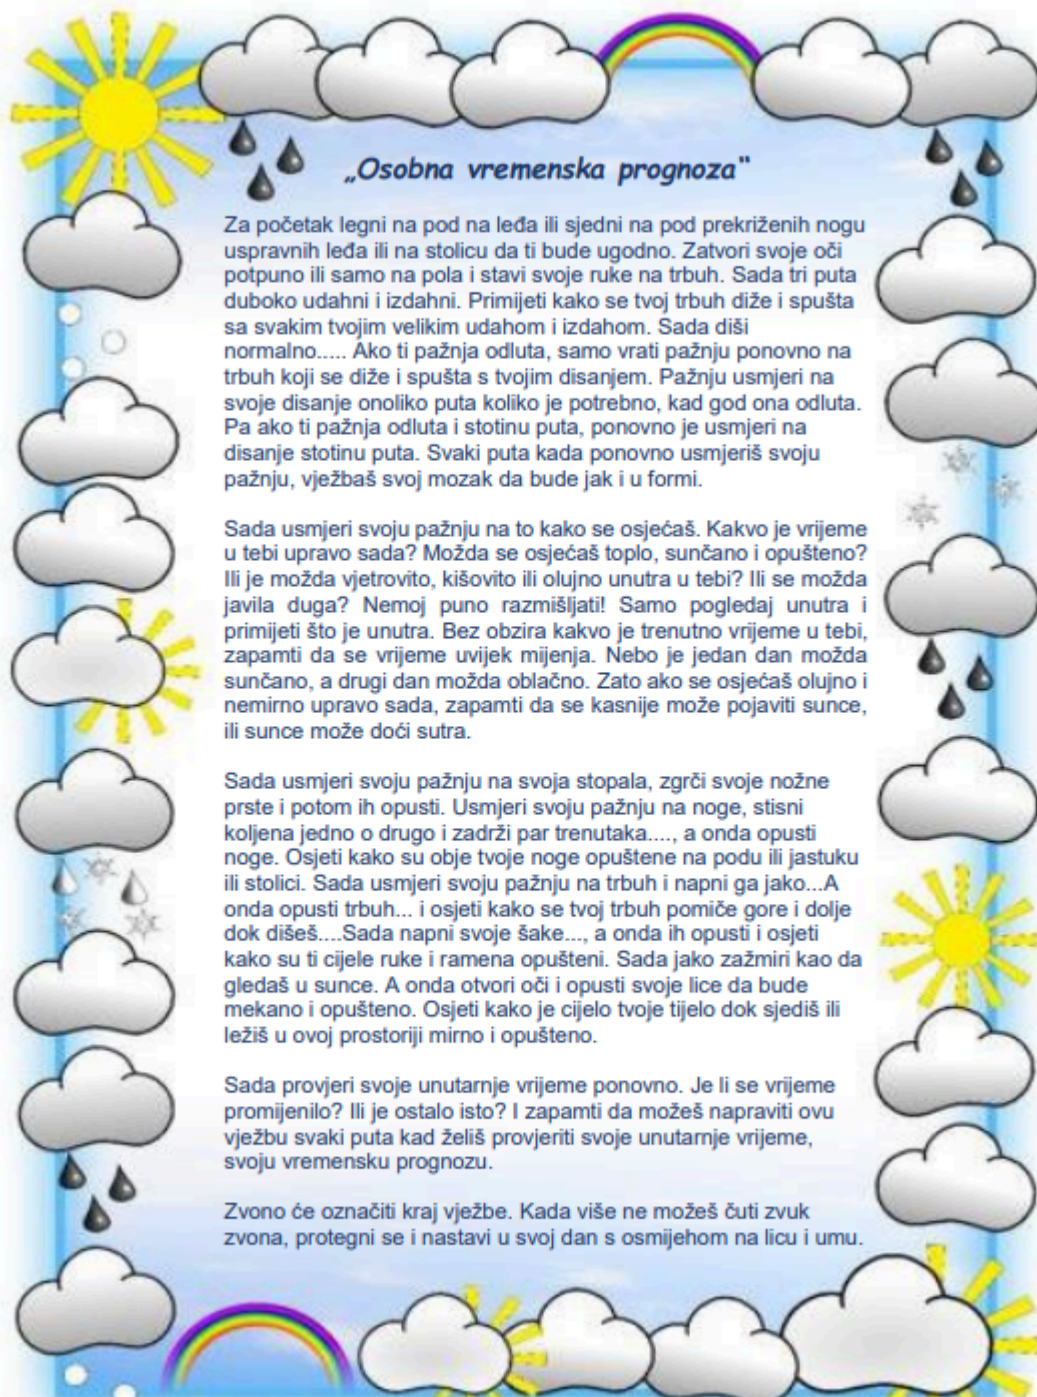 „Osobna vremenska prognoza“
Za početak legni na pod na leđa ili sjedni na pod prekriženih nogu
uspravnih leđa ili na stolicu da ti bude ugodno. Zatvori svoje oči
potpuno ili samo na pola i stavi svoje ruke na trbuh. Sada tri puta
duboko udahni i izdahni. Primijeti kako se tvoj trbuh diže i spušta
sa svakim tvojim velikim udahom i izdahom. Sada diši
normalno..... Ako ti pažnja odluta, samo vrati pažnju ponovno na
trbuh koji se diže i spušta s tvojim disanjem. Pažnju usmjeri na
svoje disanje onoliko puta koliko je potrebno, kad god ona odluta.
Pa ako ti pažnja odluta i stotinu puta, ponovno je usmjeri na
disanje stotinu puta. Svaki puta kada ponovno usmjeriš svoju
pažnju, vježbaš svoj mozak da bude jak i u formi.
Sada usmjeri svoju pažnju na to kako se osjećaš. Kakvo je vrijeme
u tebi upravo sada? Možda se osjećaš toplo, sunčano i opušteno?
Ili je možda vjetrovito, kišovito ili olujno unutra u tebi? Ili se možda
javila duga? Nemoj puno razmišljati! Samo pogledaj unutra i
primijeti što je unutra. Bez obzira kakvo je trenutno vrijeme u tebi,
zapamti da se vrijeme uvijek mijenja. Nebo je jedan dan možda
sunčano, a drugi dan možda oblačno. Zato ako se osjećaš olujno i
nemirno upravo sada, zapamti da se kasnije može pojaviti sunce,
ili sunce može doći sutra.
Sada usmjeri svoju pažnju na svoja stopala, zgrči svoje nožne
prste i potom ih opusti. Usmjeri svoju pažnju na noge, stisni
koljena jedno o drugo i zadrži par trenutaka...., a onda opusti
noge. Osjeti kako su obje tvoje noge opuštene na podu ili jastuku
ili stolici. Sada usmjeri svoju pažnju na trbuh i napni ga jako...A
onda opusti trbuh... i osjeti kako se tvoj trbuh pomiče gore i dolje
dok dišeš....Sada napni svoje šake..., a onda ih opusti i osjeti
kako su ti cijele ruke i ramena opušteni. Sada jako zažmiri kao da
gledaš u sunce. A onda otvori oči i opusti svoje lice da bude
mekano i opušteno. Osjeti kako je cijelo tvoje tijelo dok sjediš ili
ležiš u ovoj prostoriji mirno i opušteno.
Sada provjeri svoje unutarnje vrijeme ponovno. Je li se vrijeme
promijenilo? Ili je ostalo isto? I zapamti da možeš napraviti ovu
vježbu svaki puta kad želiš provjeriti svoje unutarnje vrijeme,
svoju vremensku prognozu.
Zvono će označiti kraj vježbe. Kada više ne možeš čuti zvuk
zvona, protegni se i nastavi u svoj dan s osmijehom na licu i umu.